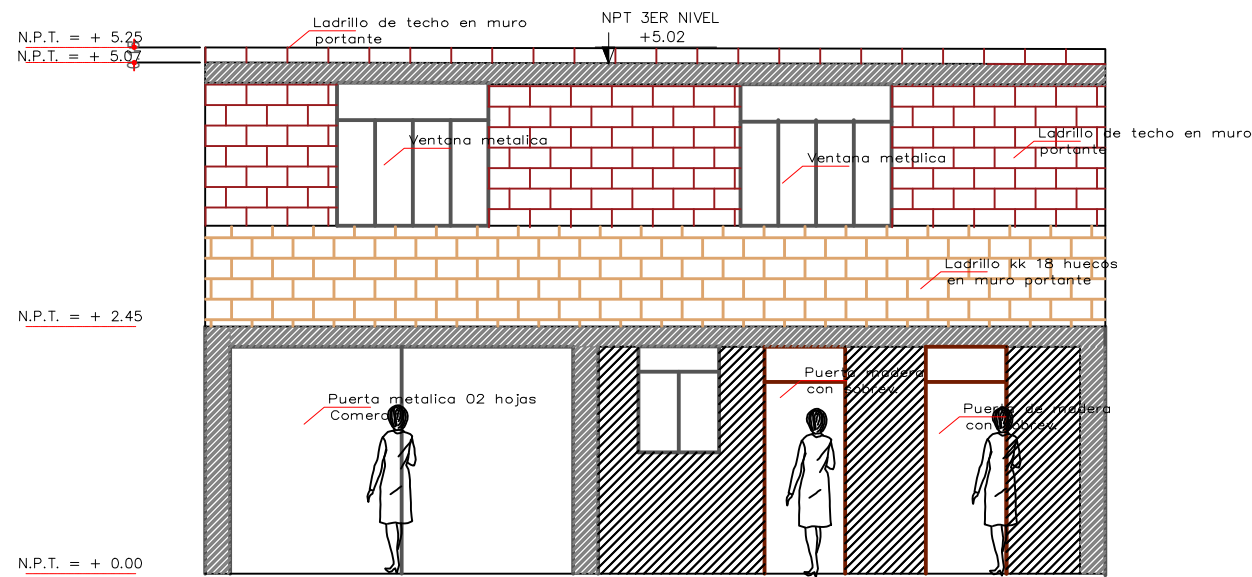 Ladrillo de techo en muro
portante
NPT 3ER NIVEL
+5.02
N.P.T. = + 5.25
N.P.T. = + 5.07
Ventana metalica
Ventana metalica
Ladrillo de techo en muro
portante
Ladrillo kk 18 huecos
en muro portante
N.P.T. = + 2.45
Puerta madera
con sobrev.
Puerta metalica 02 hojas
Comeral
Puerta de madera
con sobrev.
N.P.T. = + 0.00